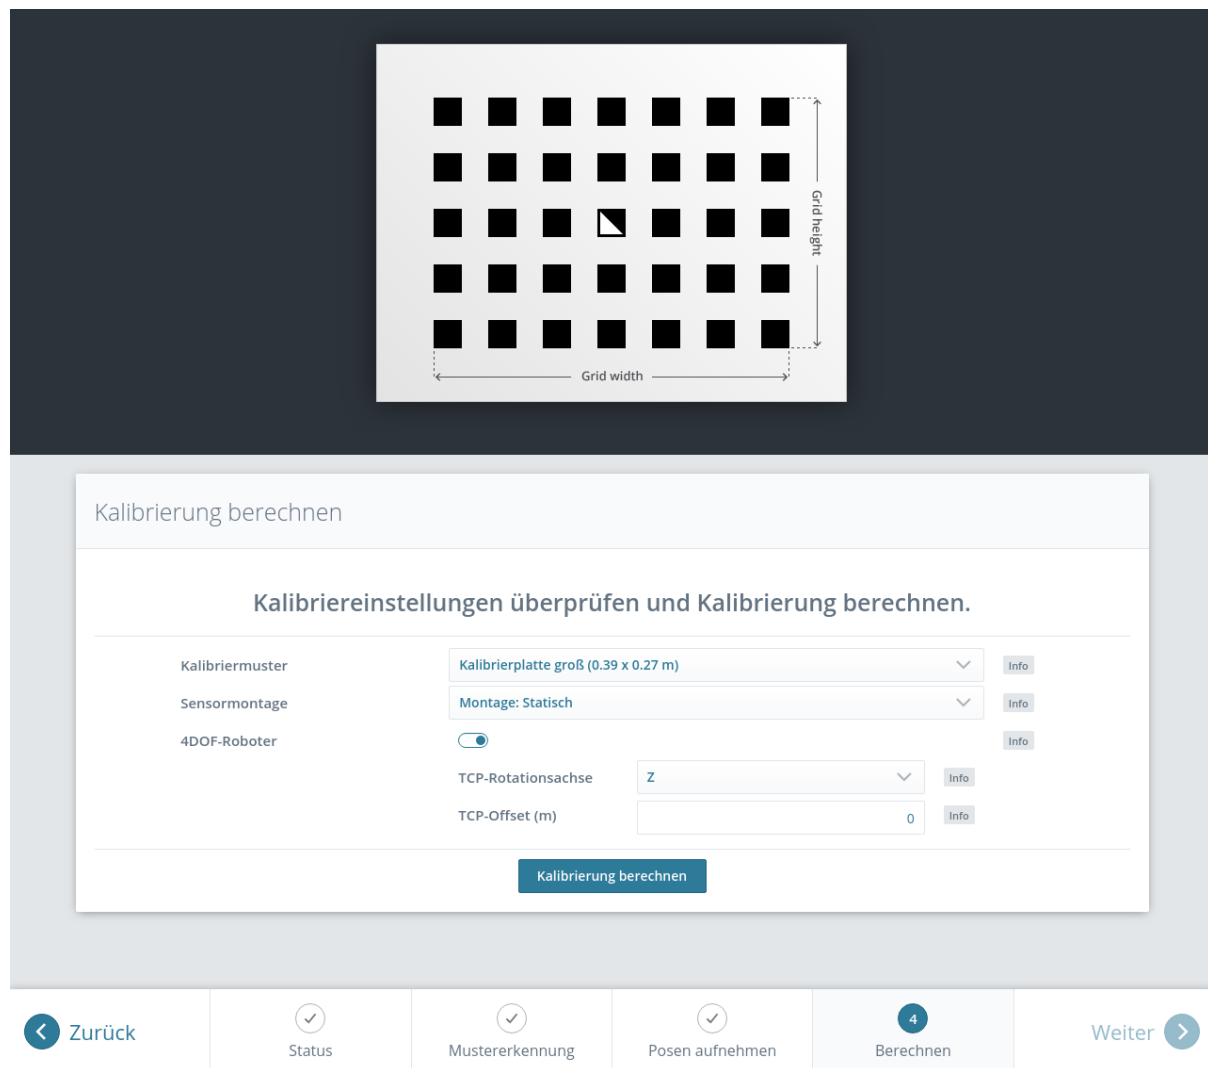 Grid height
Grid width
Kalibrierung berechnen
Kalibriereinstellungen überprüfen und Kalibrierung berechnen.
Kalibriermuster Kalibrierplatte groß (0.39 x 0.27 m) Info
Sensormontage Montage: Statisch Info
4DOF-Roboter Info
TCP-Rotationsachse Z Info
TCP-Offset (m) 0 Info
Kalibrierung berechnen
Zurück Status Mustererkennung Posen aufnehmen 4 Berechnen Weiter